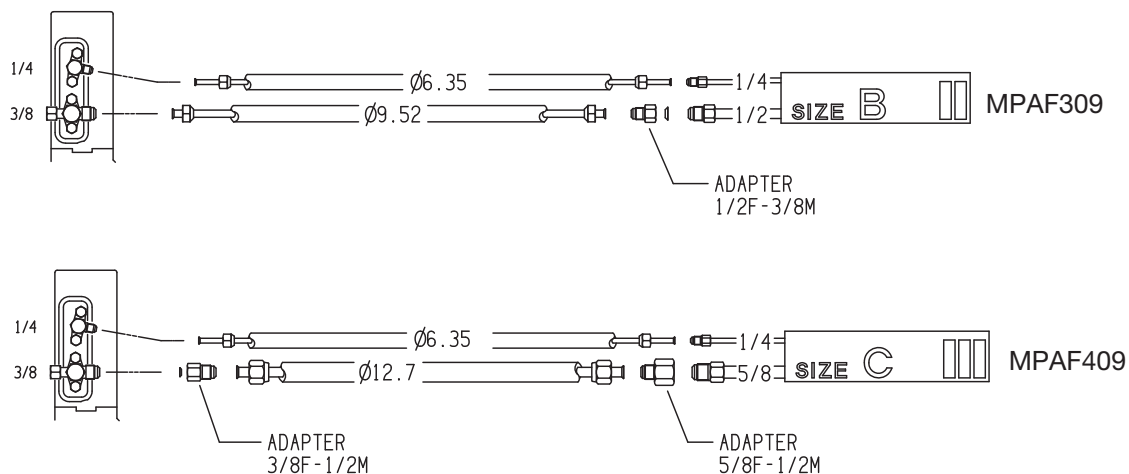 1/4 Ø6.35 1/4
3/8 Ø9.52 1/2 SIZE B MPAF309
ADAPTER
1/2F-3/8M
1/4 Ø6.35 1/4
3/8 Ø12.7 5/8 SIZE C MPAF409
ADAPTER ADAPTER
3/8F-1/2M 5/8F-1/2M